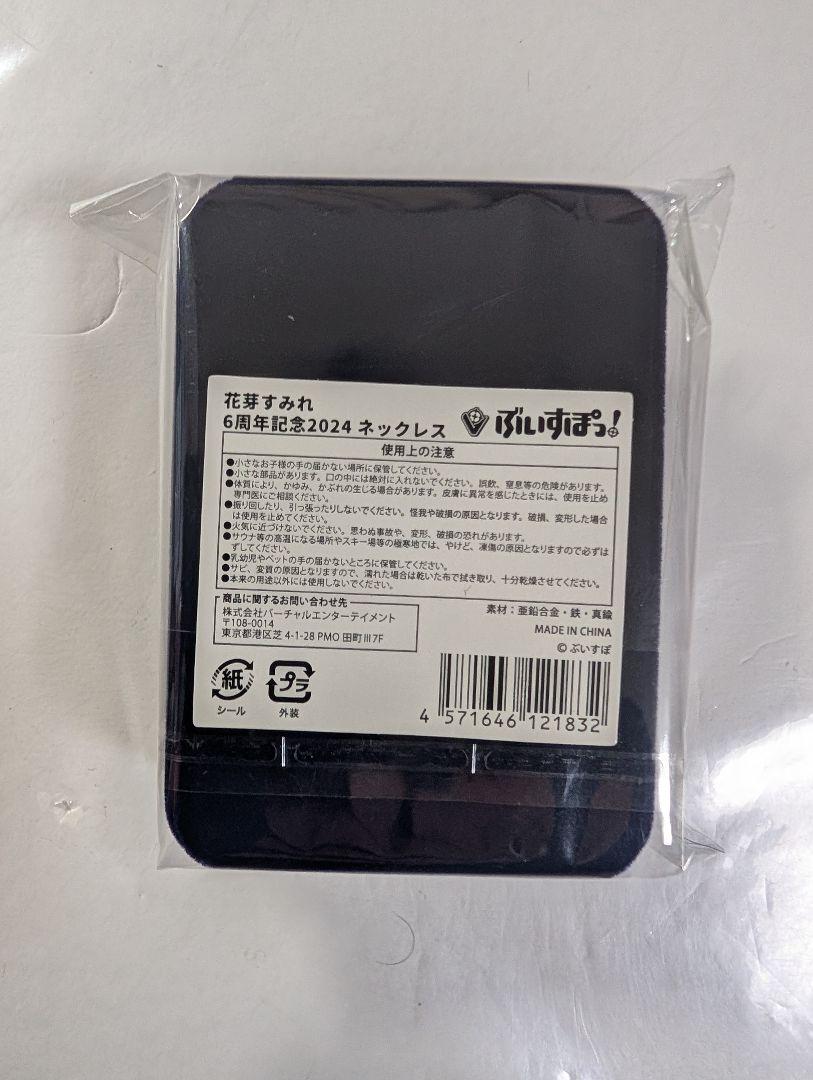 花芽すみれ
6周年記念2024 ネックレス
ぶいすぽっ!
使用上の注意
●小さなお子様の手の届かない場所に保管してください。
●小さな部品があります。口の中には絶対に入れないでください。誤飲、窒息等の危険があります。
●体質により、かゆみ、かぶれの生じる場合があります。皮膚に異常を感じたときには、使用を止め
専門医にご相談ください。
●振り回したり、引っ張ったりしないでください。怪我や破損の原因となります。破損、変形した場合
は使用を止めてください。
●火気に近づけないでください。思わぬ事故や、変形、破損の恐れがあります。
●サウナ等の高温になる場所やスキー場等の極寒地では、やけど、凍傷の原因となりますので必ずは
ずしてください。
●乳幼児やペットの手の届かないところに保管してください。
●サビ、変質の原因となりますので、濡れた場合は乾いた布で拭き取り、十分乾燥させてください。
●本来の用途以外には使用しないでください。
商品に関するお問い合わせ先
株式会社バーチャルエンターテイメント
〒108-0014
東京都港区芝 4-1-28 PMO 田町Ⅲ7F
素材：亜鉛合金・鉄・真鍮
MADE IN CHINA
© ぶいすぽ
紙
シール
プラ
外装
4 571646 121832